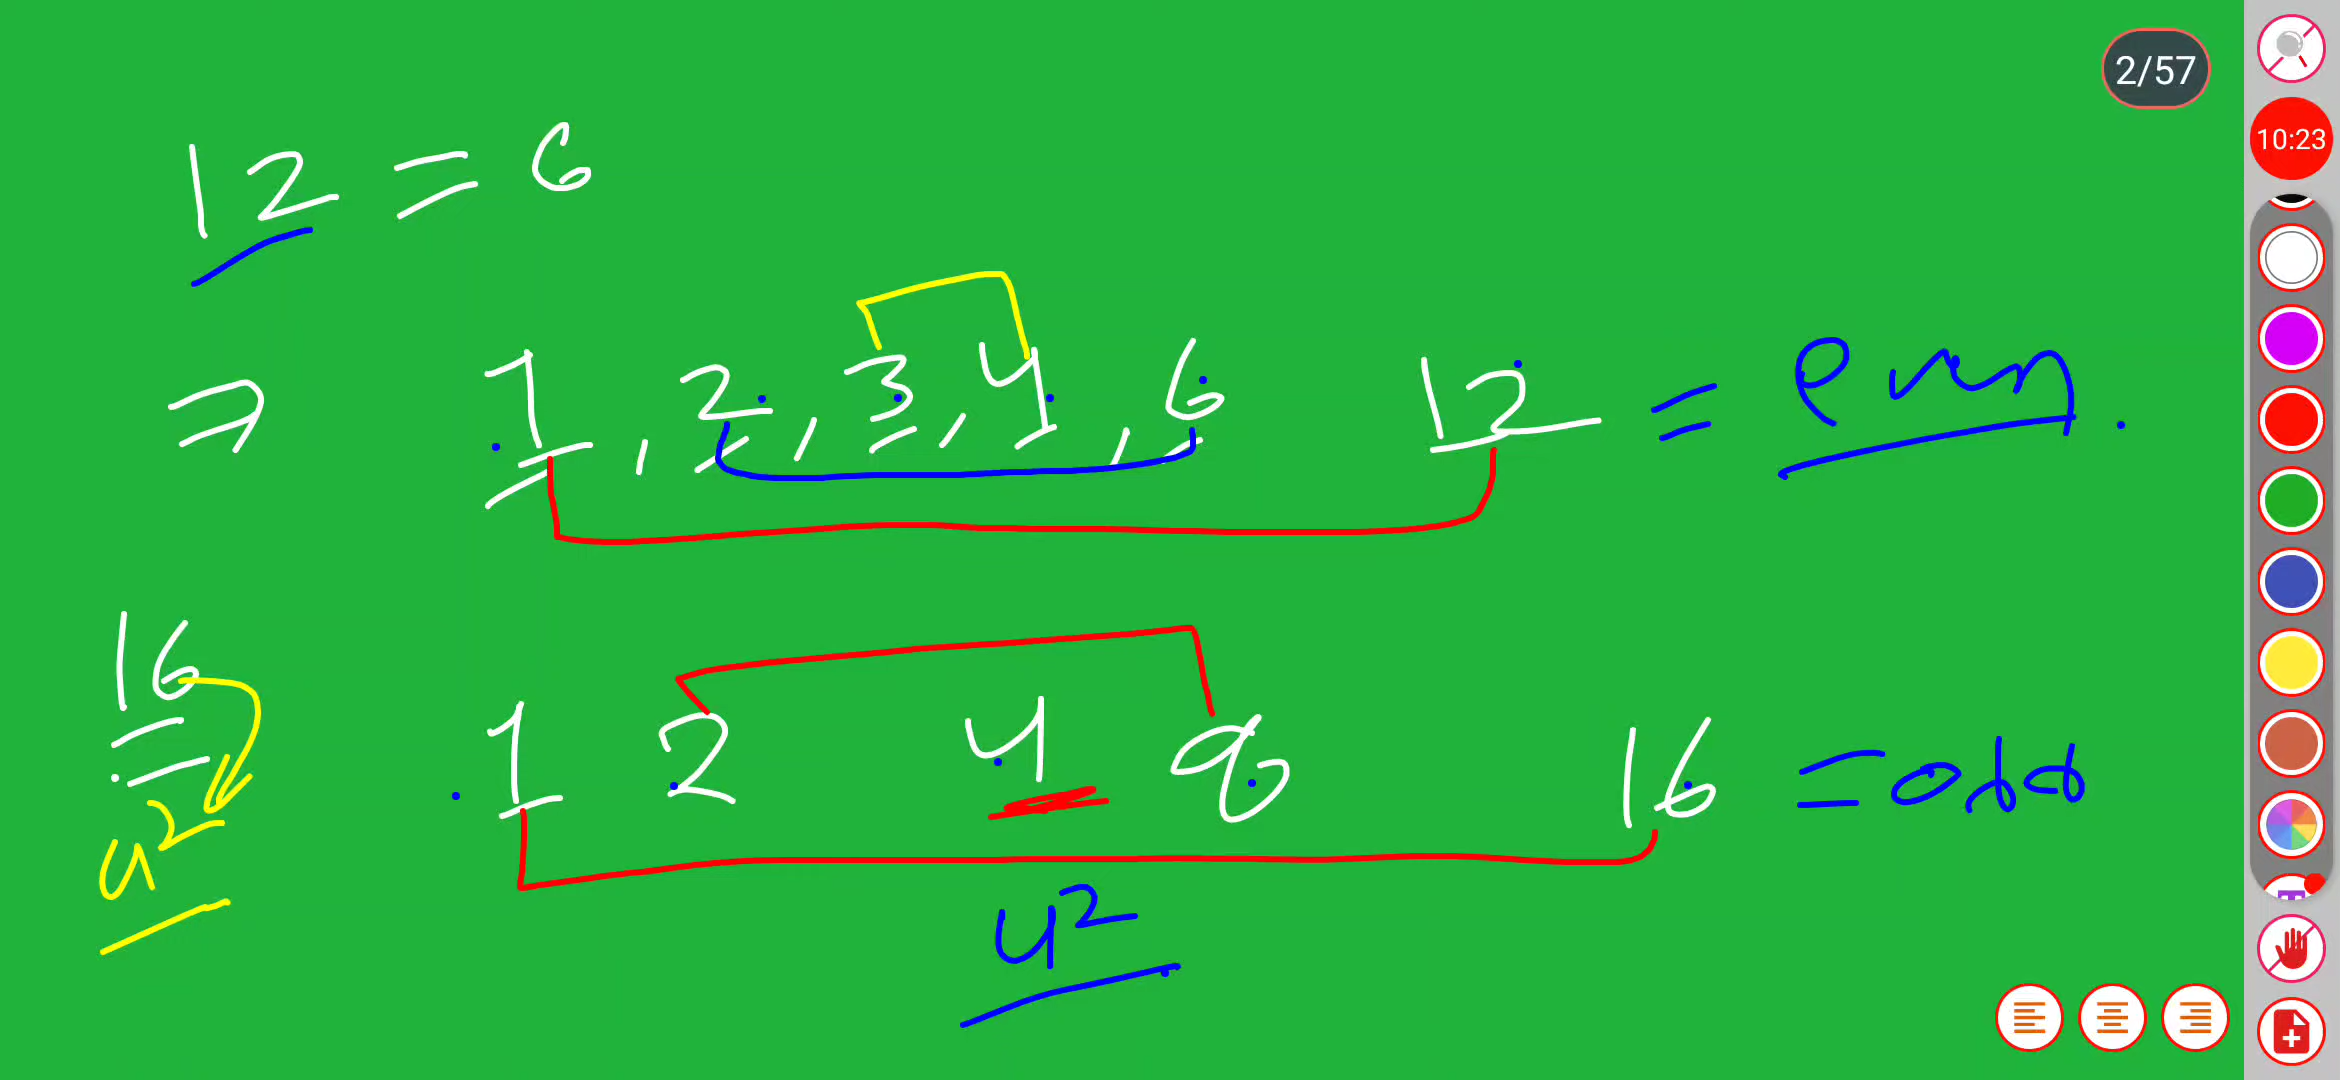 2/57
10:23
12 = 6
⇒ 1, 2, 3, 4, 6 12 = even.
16 1 2 4 8 16 = odd
4²
4²